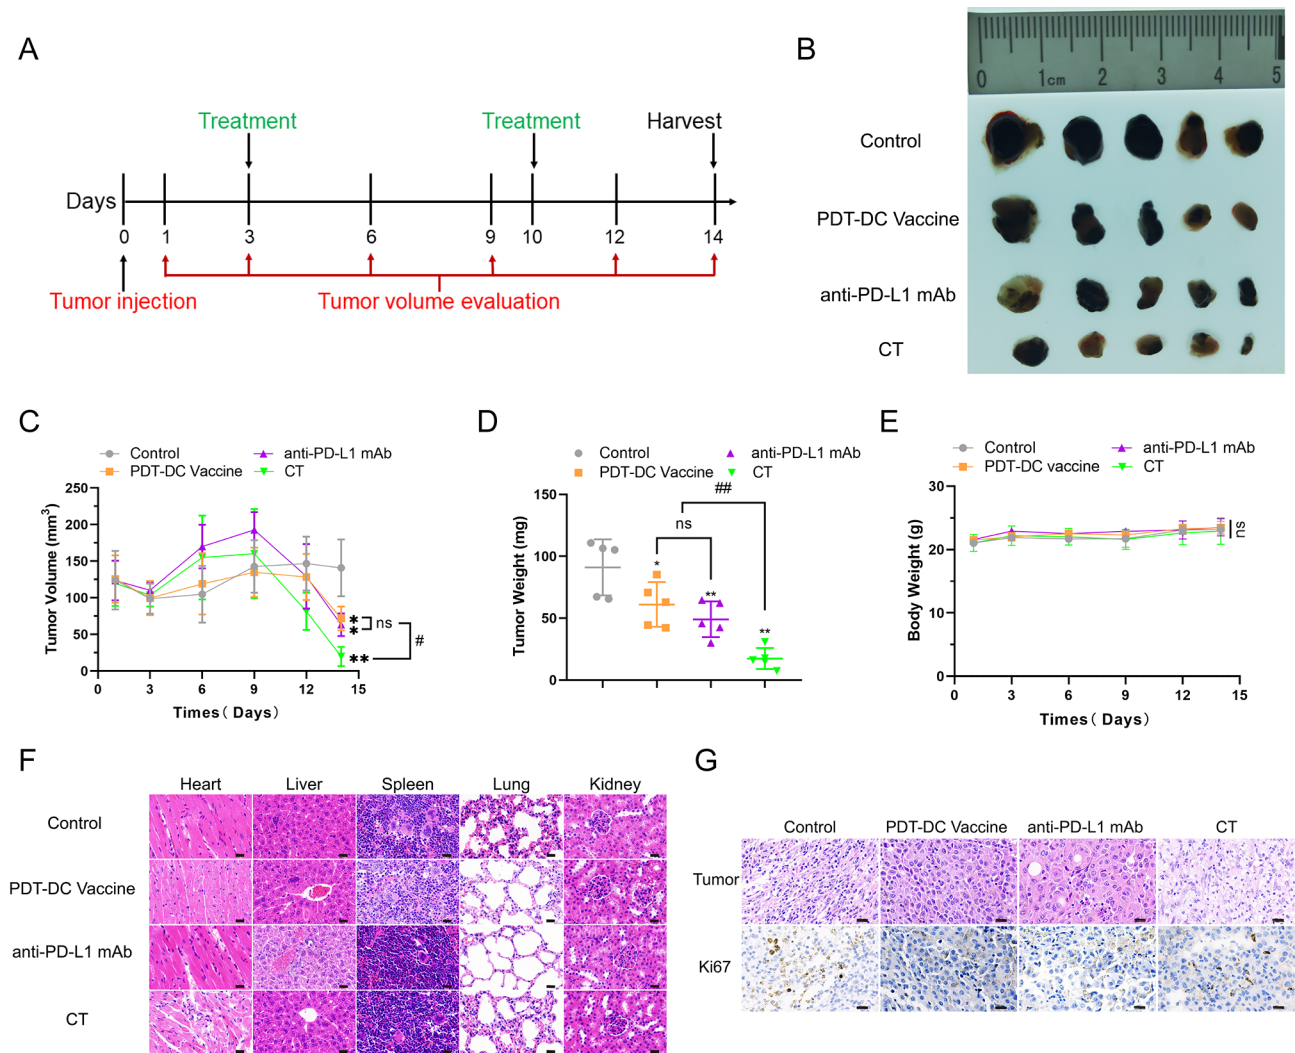 A
Treatment
Treatment
Harvest
Days
0
1
3
6
9
10
12
14
Tumor injection
Tumor volume evaluation
B
0
1cm
2
3
4
5
Control
PDT-DC Vaccine
anti-PD-L1 mAb
CT
C
Control
anti-PD-L1 mAb
PDT-DC Vaccine
CT
Tumor Volume (mm³)
250
200
150
100
50
0
0
3
6
9
12
15
Times( Days)
*
*
ns
**
#
D
Control
anti-PD-L1 mAb
PDT-DC Vaccine
CT
Tumor Weight (mg)
150
100
50
0
##
ns
*
**
**
E
Control
anti-PD-L1 mAb
PDT-DC vaccine
CT
Body Weight (g)
30
20
10
0
0
3
6
9
12
15
Times( Days)
ns
F
Heart
Liver
Spleen
Lung
Kidney
Control
PDT-DC Vaccine
anti-PD-L1 mAb
CT
G
Control
PDT-DC Vaccine
anti-PD-L1 mAb
CT
Tumor
Ki67